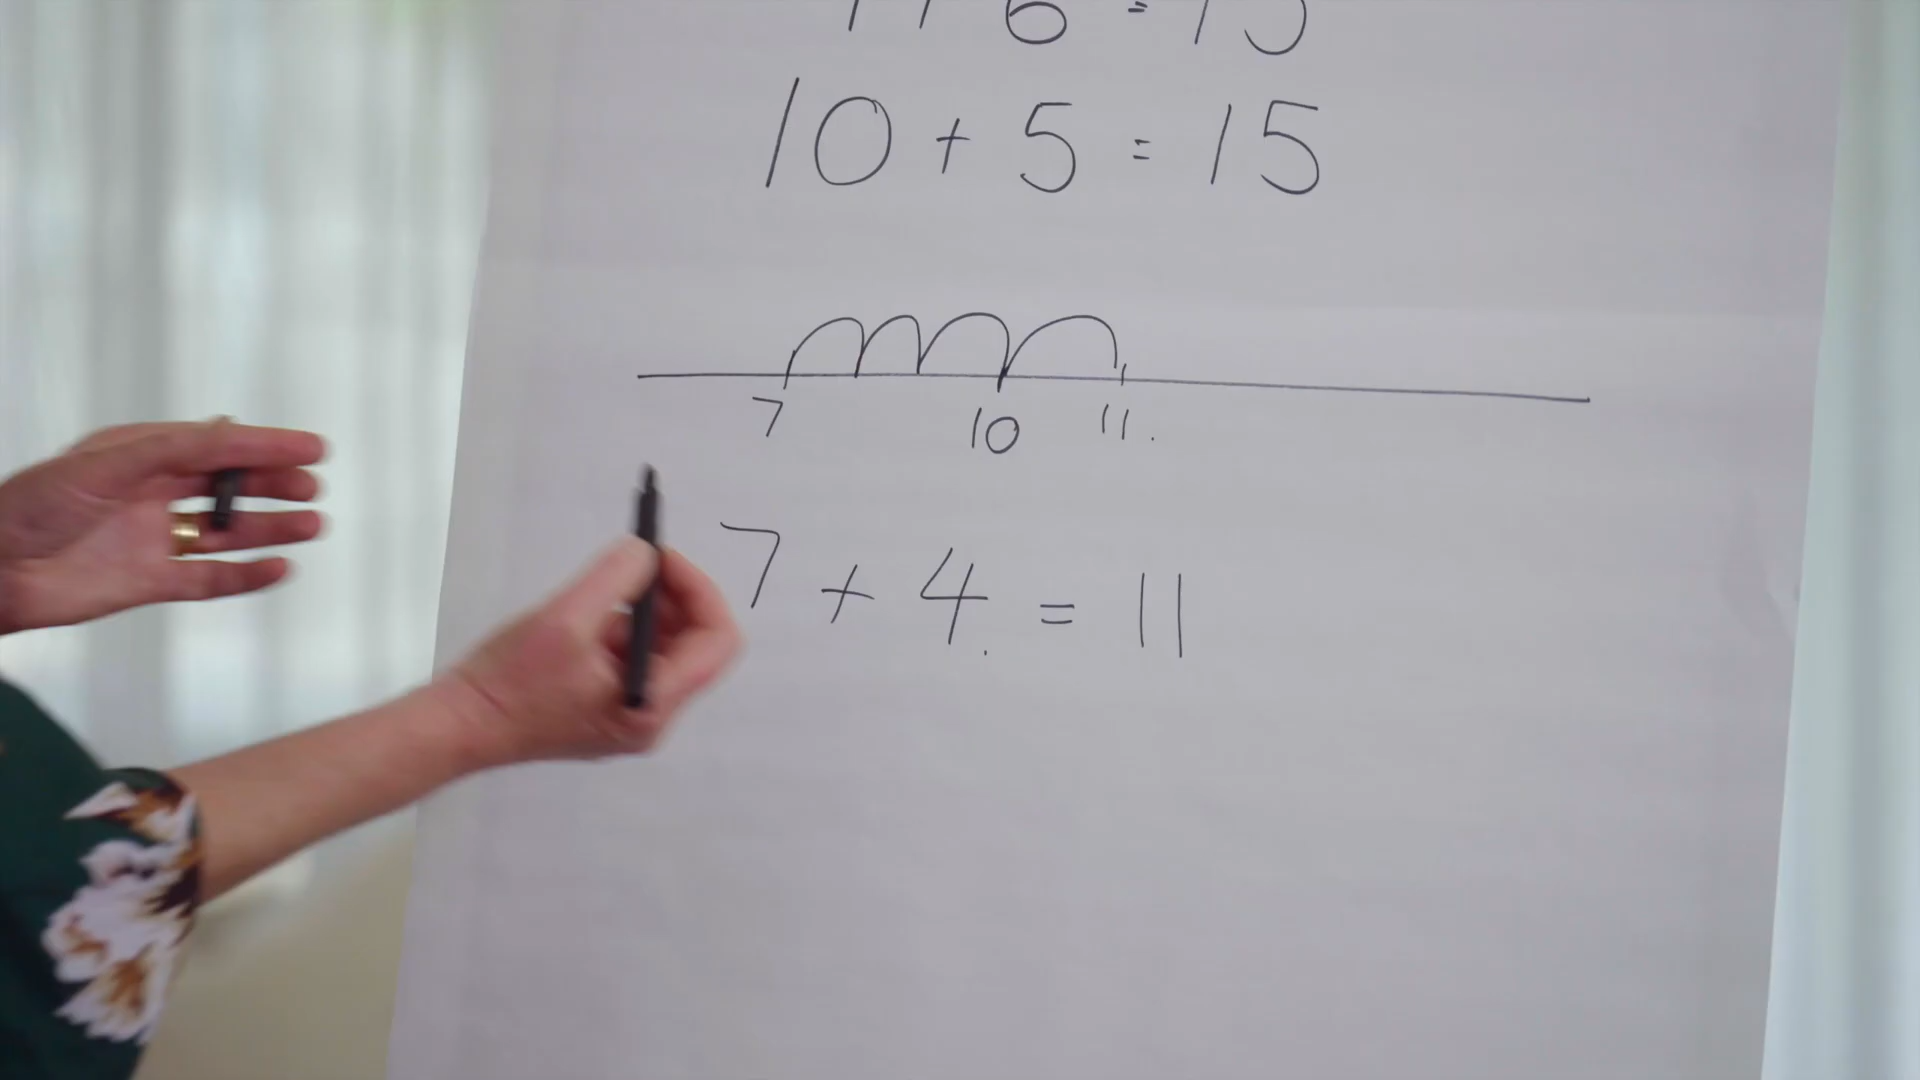 6 = 15
10 + 5 = 15
7 10 11.
7 + 4. = 11